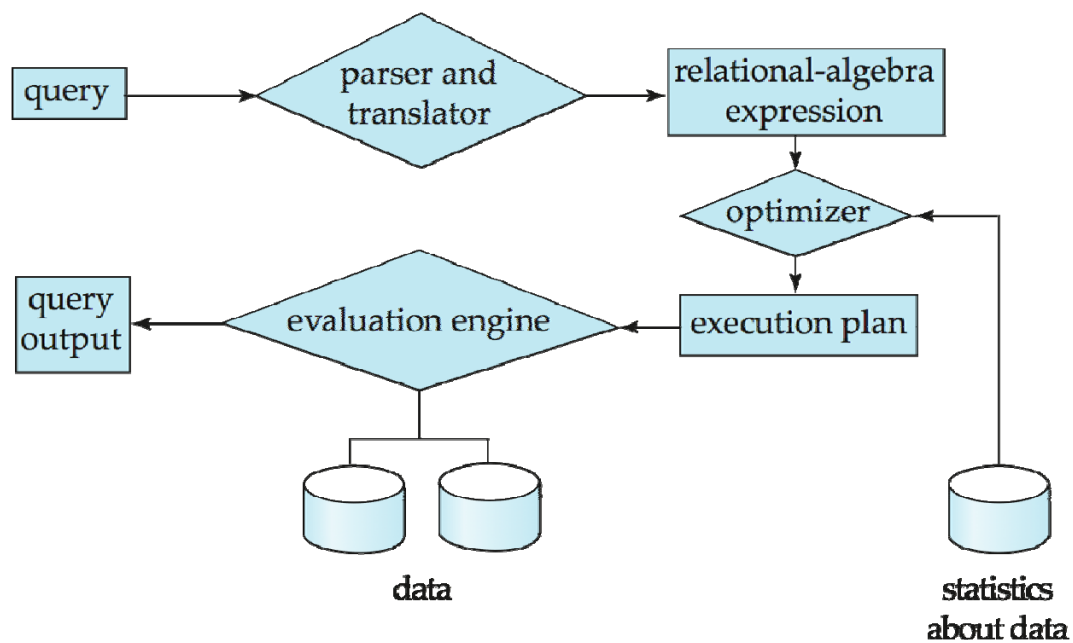 query
parser and
translator
relational-algebra
expression
optimizer
query
output
evaluation engine
execution plan
data
statistics
about data